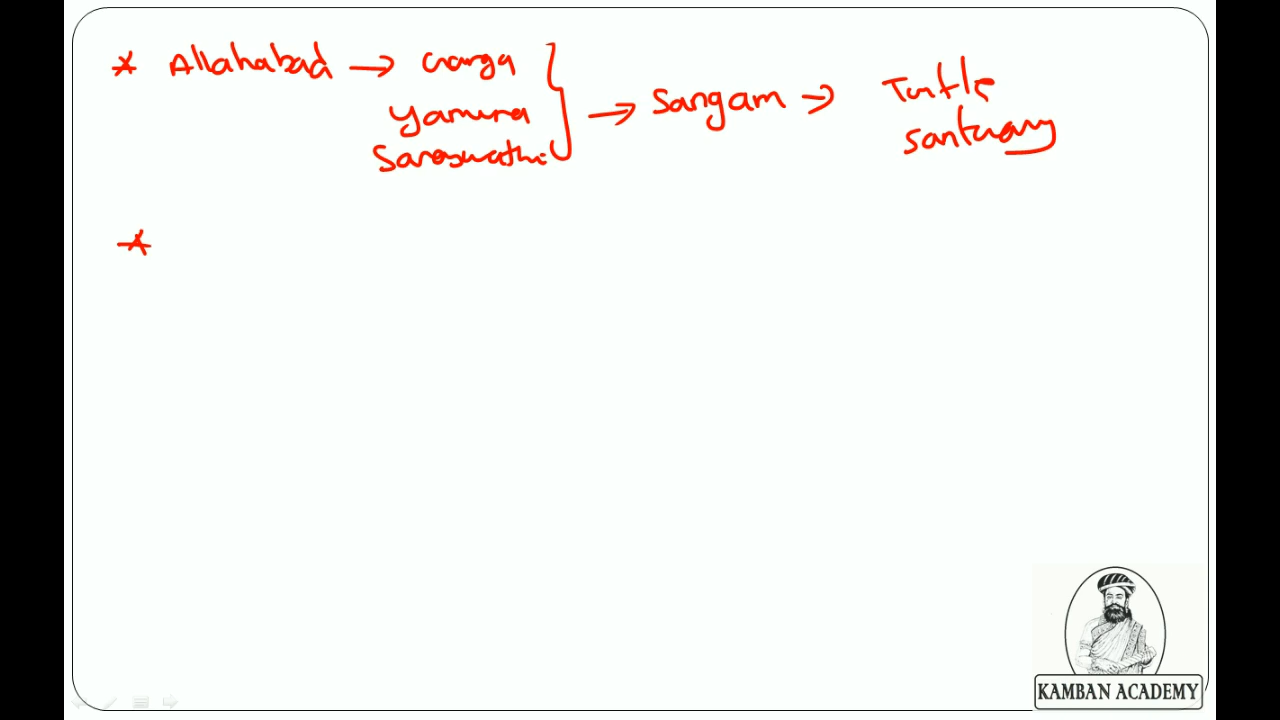 * Allahabad → Ganga
Yamuna
Saraswathi
→ Sangam →
Turtle
Santuary
*
KAMBAN ACADEMY